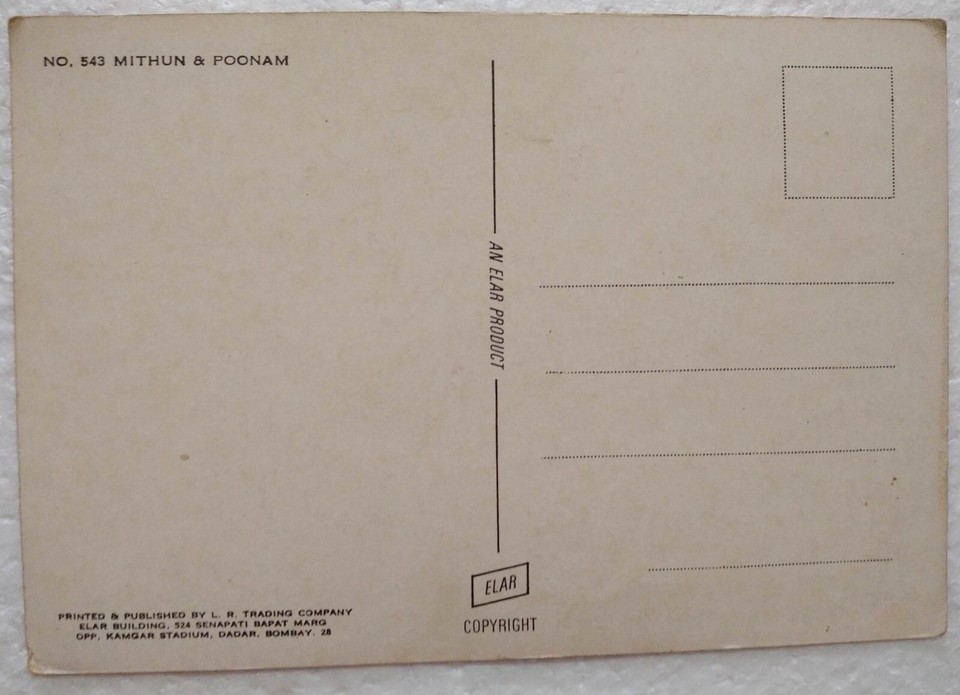 NO. 543 MITHUN & POONAM
AN ELAR PRODUCT
PRINTED & PUBLISHED BY L. R. TRADING COMPANY
ELAR BUILDING, 524 SENAPATI BAPAT MARG
OPP, KAMGAR STADIUM, DADAR. BOMBAY. 28
ELAR
COPYRIGHT